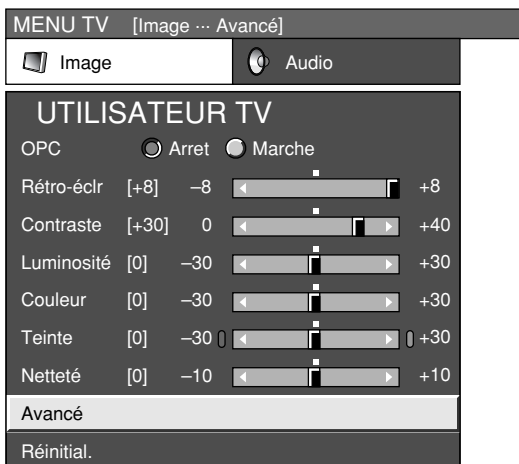 MENU TV [Image ··· Avancé]
Image Audio
UTILISATEUR TV
OPC Arret Marche
Rétro-éclr [+8] –8 +8
Contraste [+30] 0 +40
Luminosité [0] –30 +30
Couleur [0] –30 +30
Teinte [0] –30 +30
Netteté [0] –10 +10
Avancé
Réinitial.